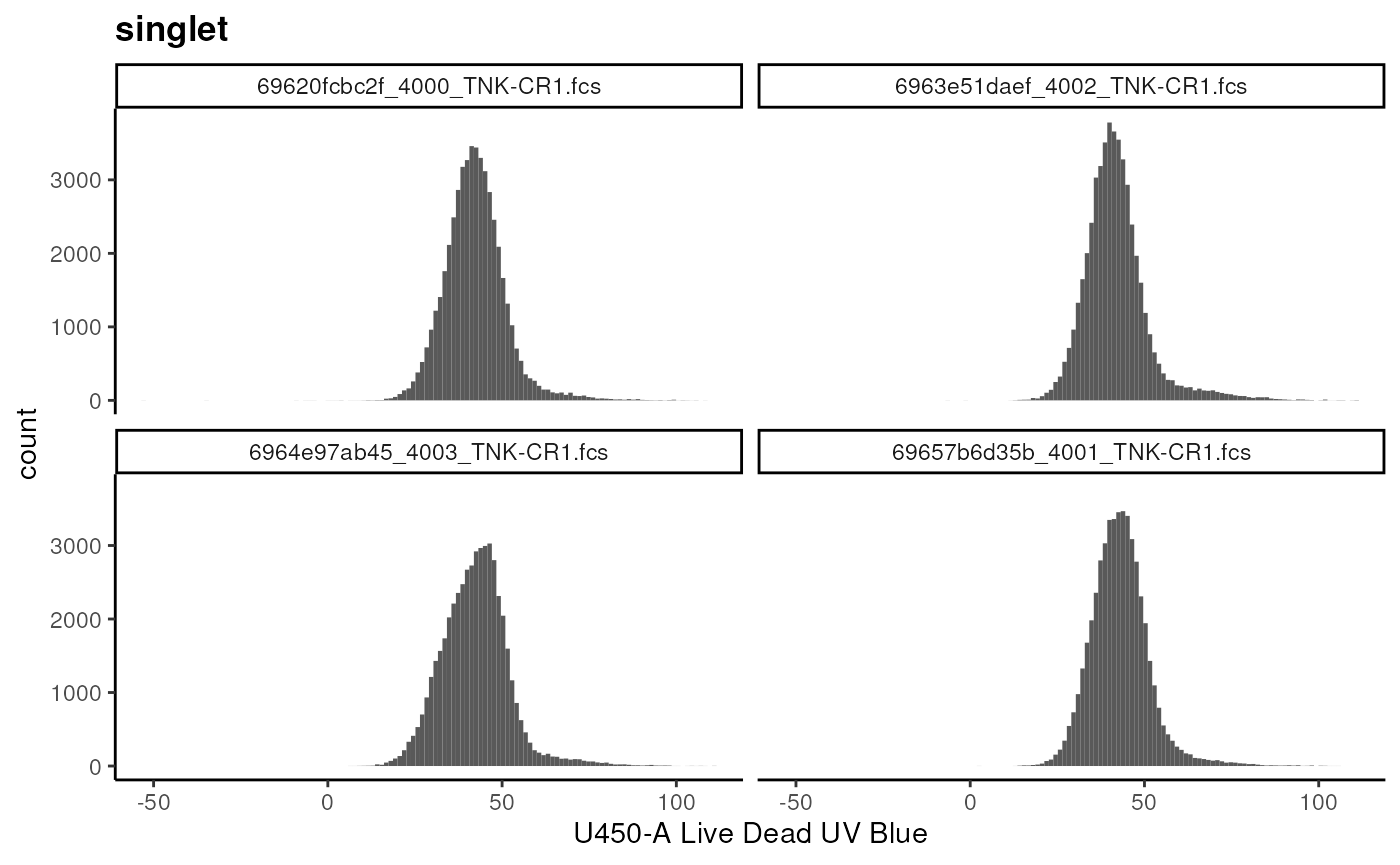 singlet
69620fcbc2f_4000_TNK-CR1.fcs
6963e51daef_4002_TNK-CR1.fcs
3000
2000
1000
0
count
6964e97ab45_4003_TNK-CR1.fcs
69657b6d35b_4001_TNK-CR1.fcs
3000
2000
1000
0
-50 0 50 100
-50 0 50 100
U450-A Live Dead UV Blue